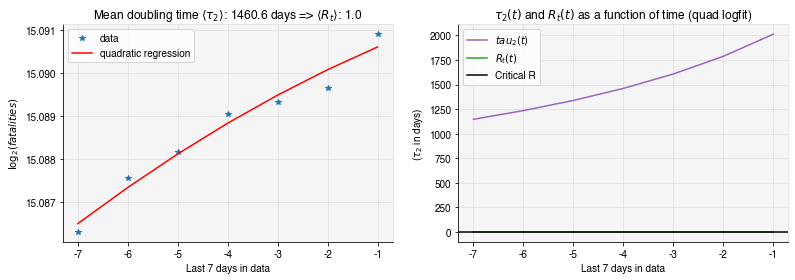 Mean doubling time ⟨τ₂⟩: 1460.6 days => ⟨Rₜ⟩: 1.0
data
quadratic regression
log₂(fatalities)
15.091
15.090
15.089
15.088
15.087
-7 -6 -5 -4 -3 -2 -1
Last 7 days in data
τ₂(t) and Rₜ(t) as a function of time (quad logfit)
tau₂(t)
Rₜ(t)
Critical R
(τ₂ in days)
2000
1750
1500
1250
1000
750
500
250
0
-7 -6 -5 -4 -3 -2 -1
Last 7 days in data